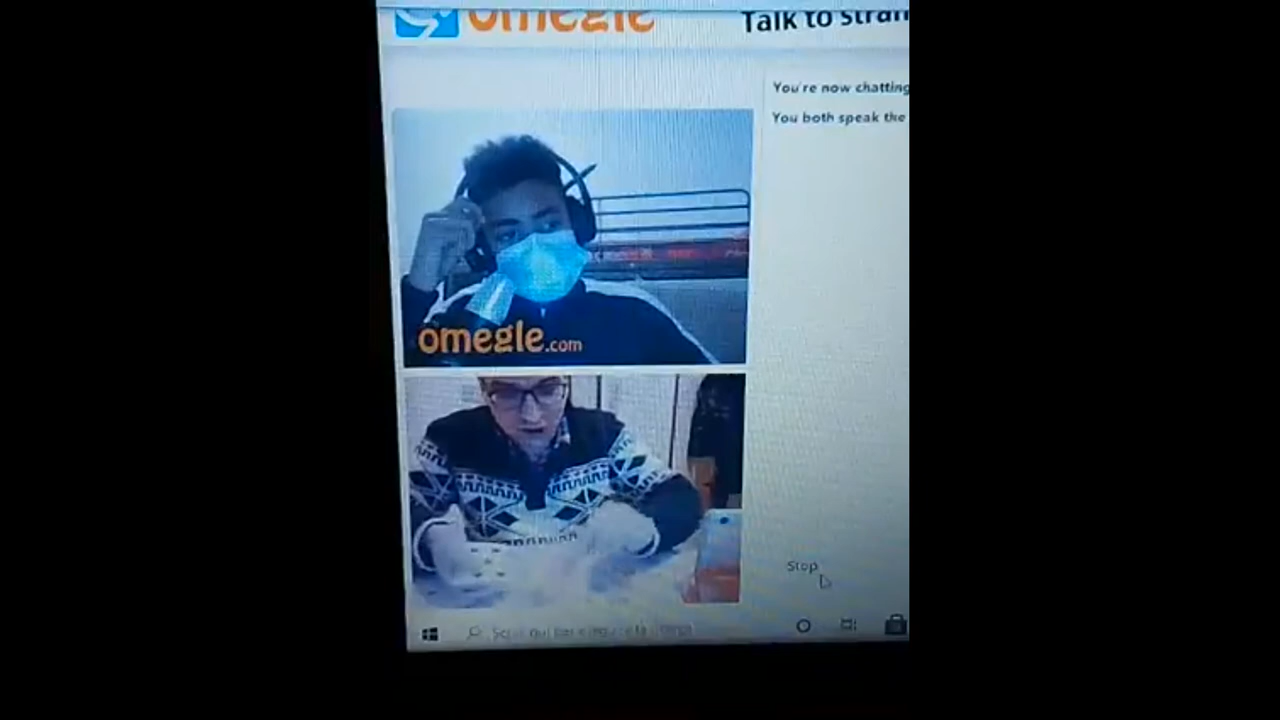 omegle
Talk to stran
You're now chatting
You both speak the
omegle.com
Stop